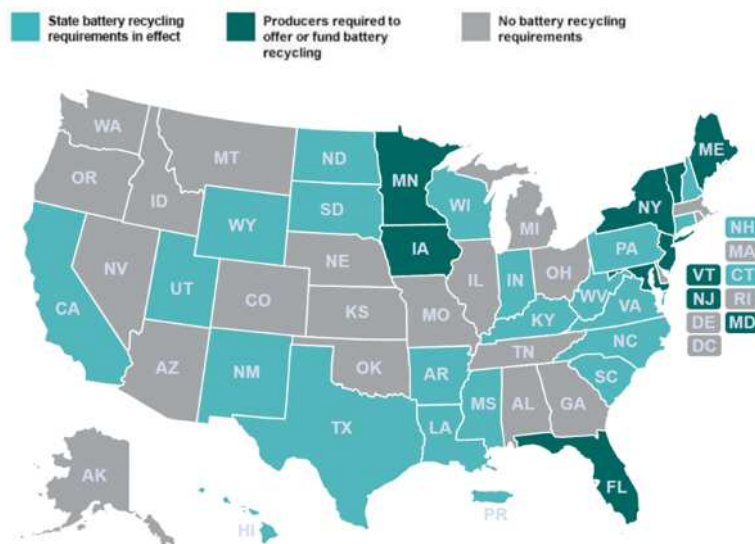 State battery recycling
requirements in effect
Producers required to
offer or fund battery
recycling
No battery recycling
requirements
WA
MT
ND
MN
ME
OR
ID
SD
WI
NY
WY
MI
NH
IA
PA
MA
NV
NE
IL
IN
OH
VT
CT
UT
CO
WV
NJ
RI
CA
KS
MO
KY
VA
DE
MD
NC
DC
AZ
NM
OK
AR
TN
SC
TX
MS
AL
GA
LA
AK
FL
HI
PR